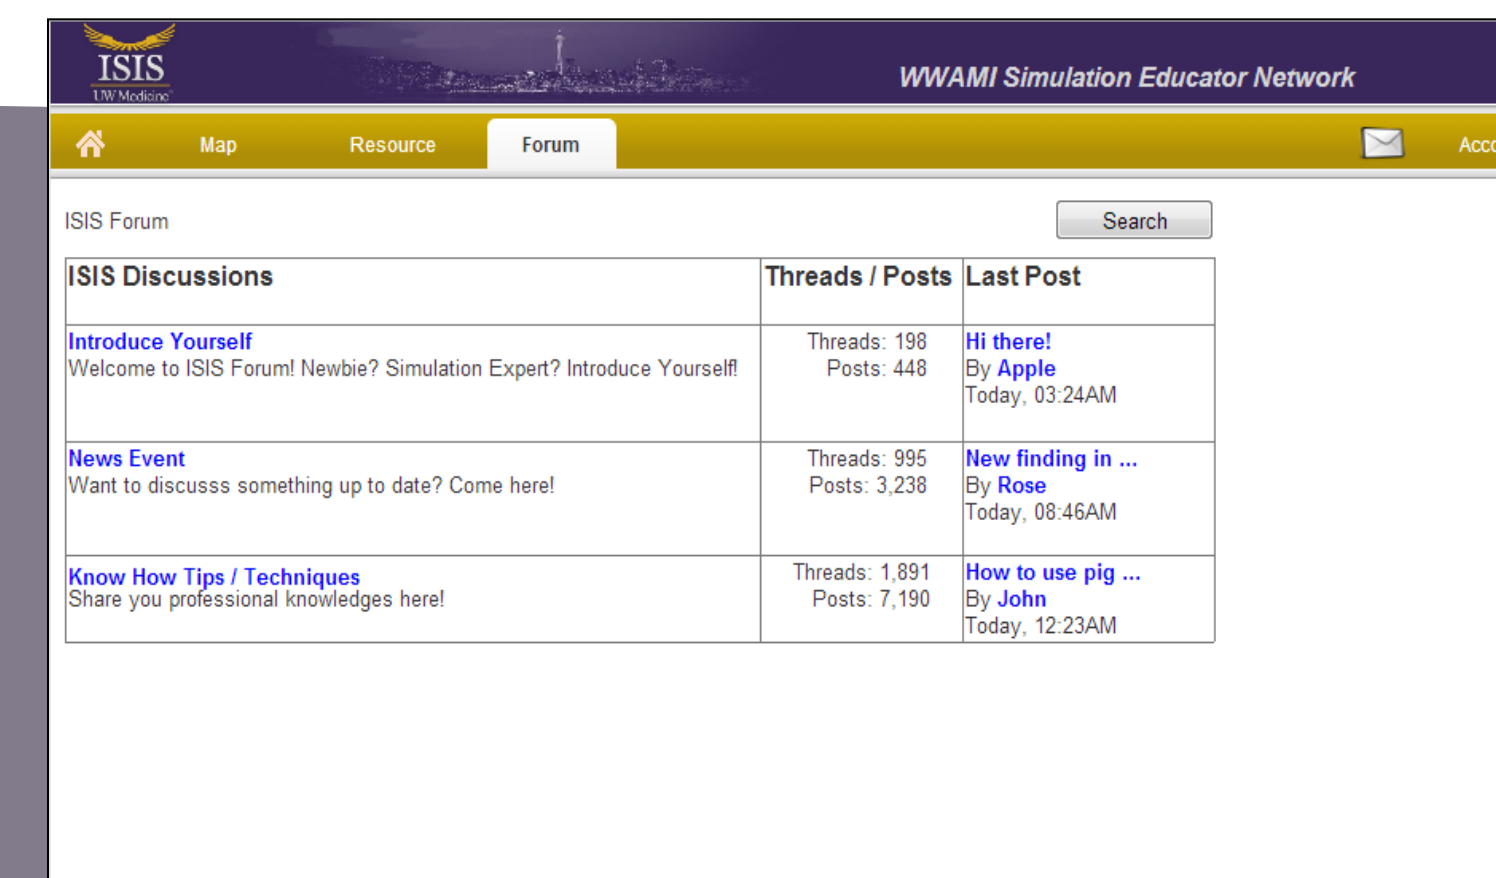 ISIS
UW Medicine
WWAMI Simulation Educator Network
Map Resource Forum
ISIS Forum Search
ISIS Discussions Threads / Posts Last Post
Introduce Yourself Threads: 198 Hi there!
Welcome to ISIS Forum! Newbie? Simulation Expert? Introduce Yourself! Posts: 448 By Apple
Today, 03:24AM
News Event Threads: 995 New finding in ...
Want to discusss something up to date? Come here! Posts: 3,238 By Rose
Today, 08:46AM
Know How Tips / Techniques Threads: 1,891 How to use pig ...
Share you professional knowledges here! Posts: 7,190 By John
Today, 12:23AM